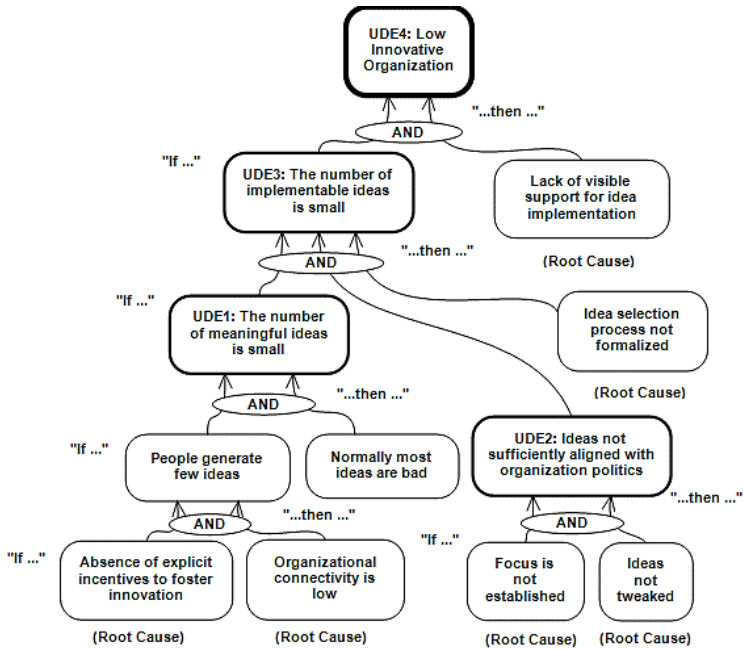 UDE4: Low
Innovative
Organization
"...then ..."
AND
"If ..."
UDE3: The number of
implementable ideas
is small
Lack of visible
support for idea
implementation
(Root Cause)
"...then ..."
AND
"If ..."
UDE1: The number
of meaningful ideas
is small
Idea selection
process not
formalized
(Root Cause)
"...then ..."
AND
"If ..."
People generate
few ideas
Normally most
ideas are bad
UDE2: Ideas not
sufficiently aligned with
organization politics
"...then ..."
"...then ..."
AND
AND
"If ..."
Absence of explicit
incentives to foster
innovation
(Root Cause)
Organizational
connectivity is
low
(Root Cause)
"If ..."
Focus is
not
established
(Root Cause)
Ideas
not
tweaked
(Root Cause)